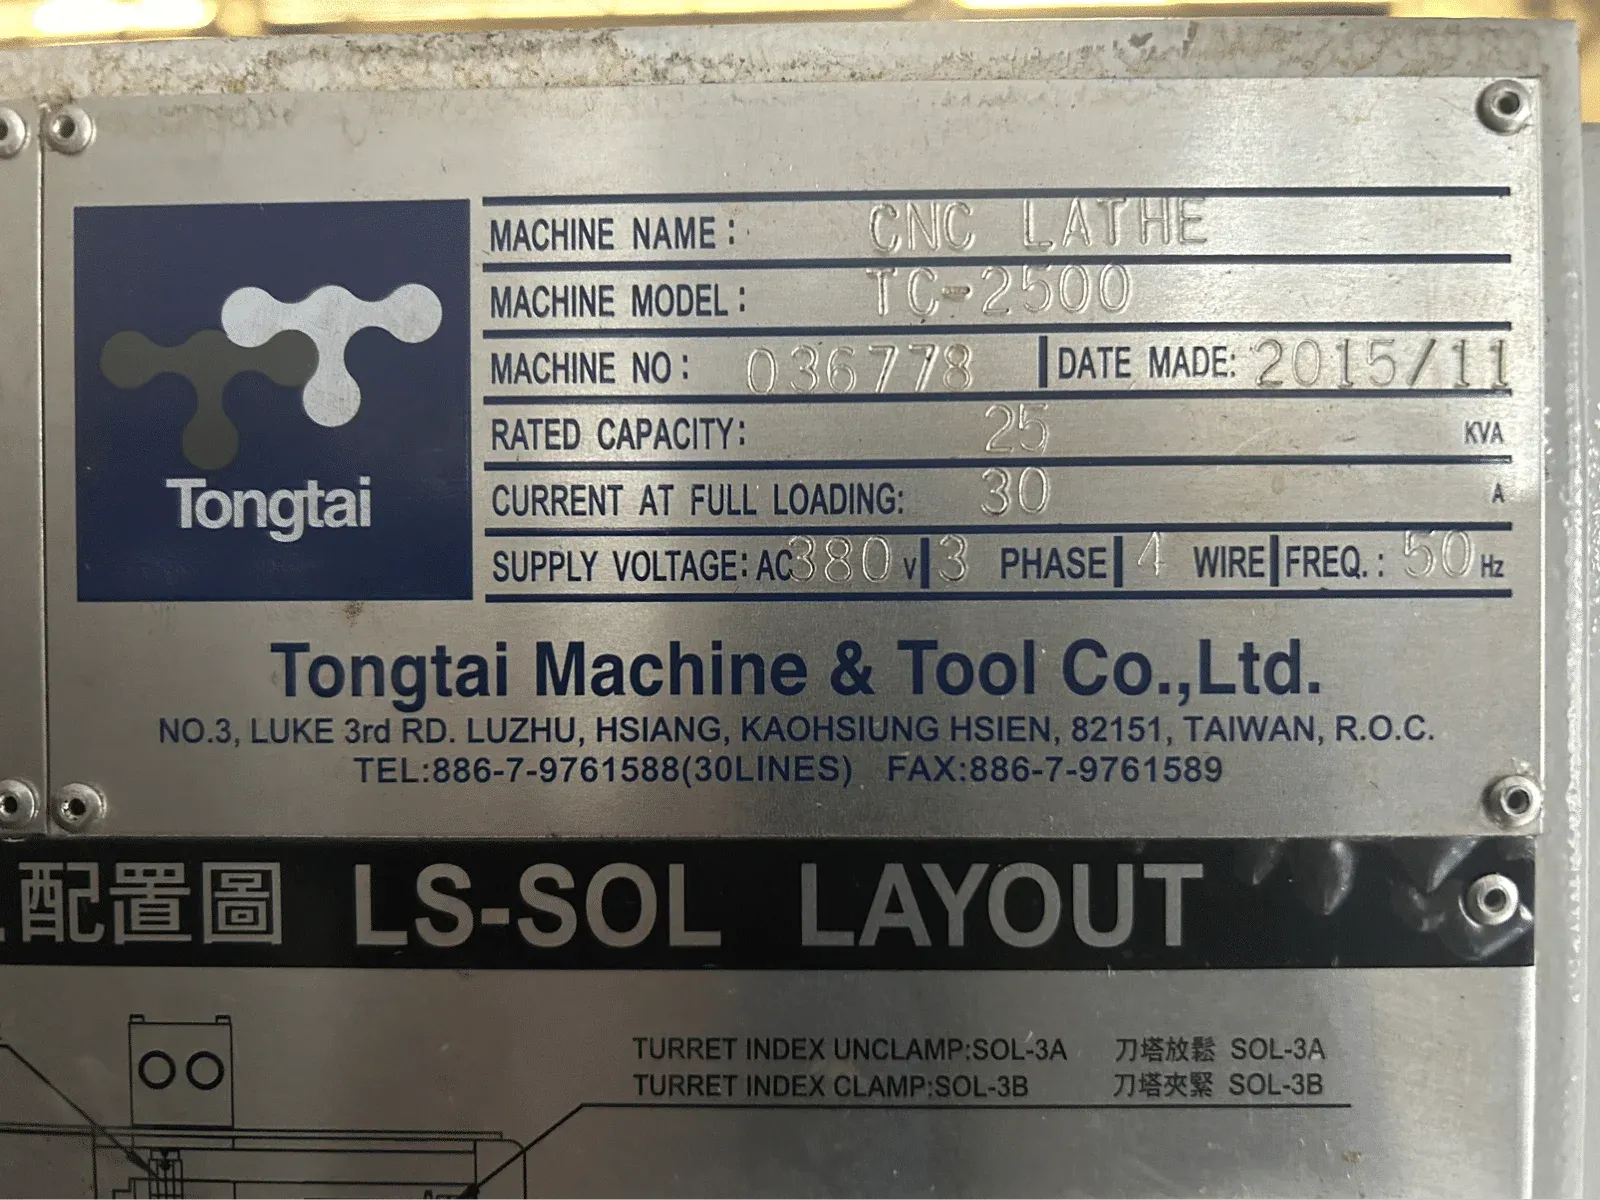 Tongtai
MACHINE NAME: CNC LATHE
MACHINE MODEL: TC-2500
MACHINE NO: 036778 DATE MADE: 2015/11
RATED CAPACITY: 25 KVA
CURRENT AT FULL LOADING: 30 A
SUPPLY VOLTAGE: AC 380 V 3 PHASE 4 WIRE FREQ.: 50 Hz
Tongtai Machine & Tool Co.,Ltd.
NO.3, LUKE 3rd RD. LUZHU, HSIANG, KAOHSIUNG HSIEN, 82151, TAIWAN, R.O.C.
TEL:886-7-9761588(30LINES) FAX:886-7-9761589
配置圖 LS-SOL LAYOUT
TURRET INDEX UNCLAMP:SOL-3A 刀塔放鬆 SOL-3A
TURRET INDEX CLAMP:SOL-3B 刀塔夾緊 SOL-3B